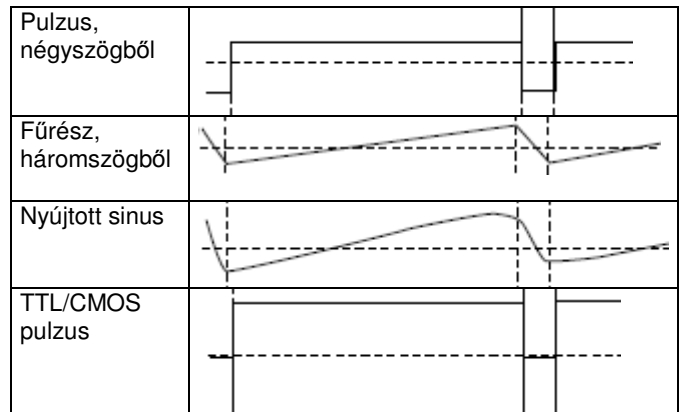 Pulzus,
négyszögből
Fűrész,
háromszögből
Nyújtott sinus
TTL/CMOS
pulzus